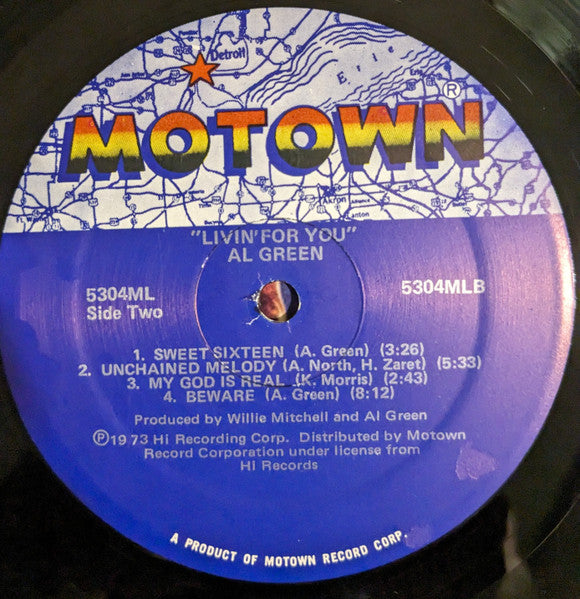 Detroit
Erie
MOTOWN®
Akron
Canton
"LIVIN' FOR YOU"
AL GREEN
5304ML
Side Two
5304MLB
1. SWEET SIXTEEN (A. Green) (3:26)
2. UNCHAINED MELODY (A. North, H. Zaret) (5:33)
3. MY GOD IS REAL (K. Morris) (2:43)
4. BEWARE (A. Green) (8:12)
Produced by Willie Mitchell and Al Green
℗1973 Hi Recording Corp. Distributed by Motown
Record Corporation under license from
HI Records
A PRODUCT OF MOTOWN RECORD CORP.